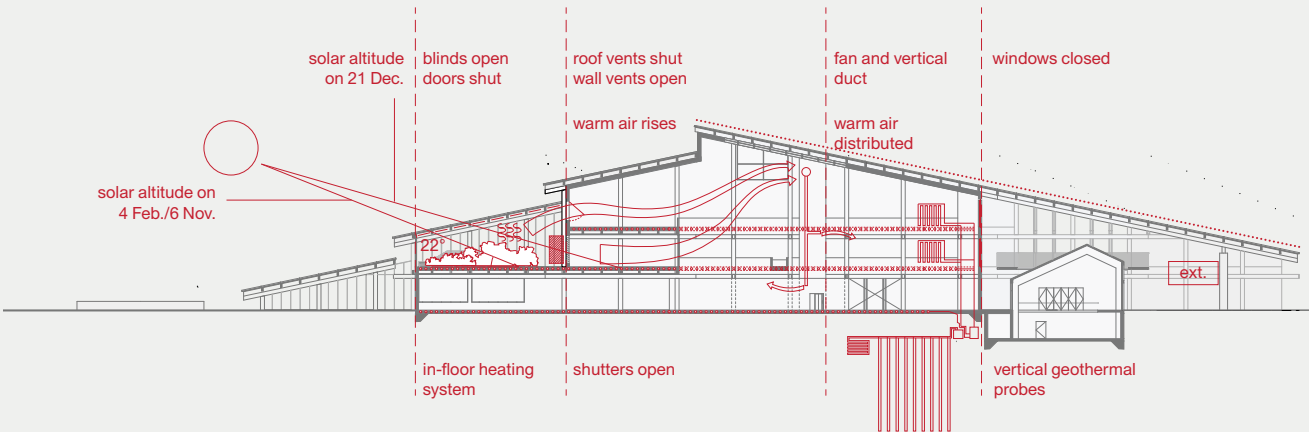 solar altitude
on 21 Dec.
blinds open
doors shut
roof vents shut
wall vents open
warm air rises
fan and vertical
duct
warm air
distributed
windows closed
solar altitude on
4 Feb./6 Nov.
22°
ext.
in-floor heating
system
shutters open
vertical geothermal
probes